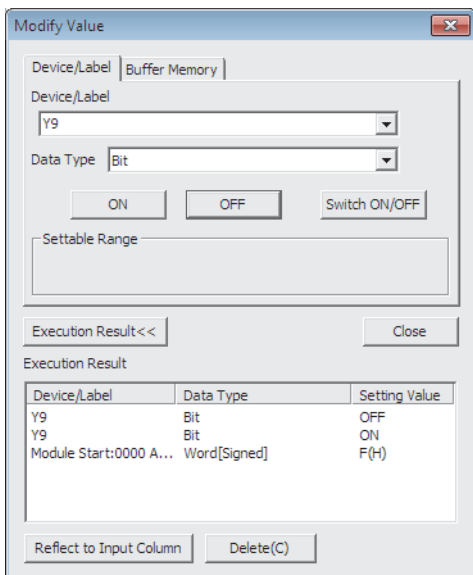 Modify Value
Device/Label Buffer Memory
Device/Label
Y9
Data Type Bit
ON OFF Switch ON/OFF
Settable Range
Execution Result<< Close
Execution Result
Device/Label Data Type Setting Value
Y9 Bit OFF
Y9 Bit ON
Module Start:0000 A... Word[Signed] F(H)
Reflect to Input Column Delete(C)